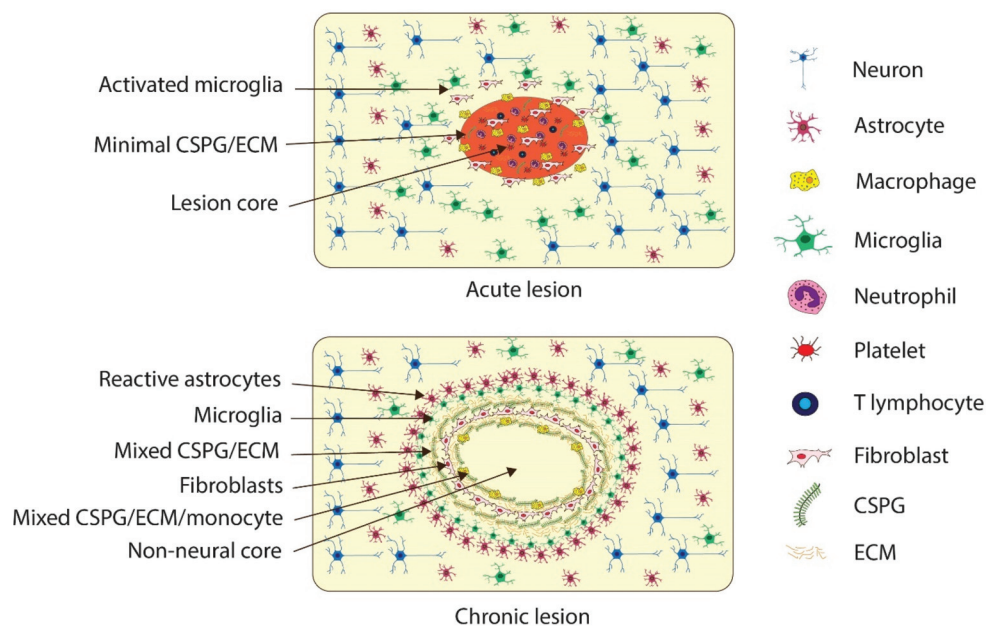 Activated microglia
Minimal CSPG/ECM
Lesion core
Acute lesion
Reactive astrocytes
Microglia
Mixed CSPG/ECM
Fibroblasts
Mixed CSPG/ECM/monocyte
Non-neural core
Chronic lesion
Neuron
Astrocyte
Macrophage
Microglia
Neutrophil
Platelet
T lymphocyte
Fibroblast
CSPG
ECM